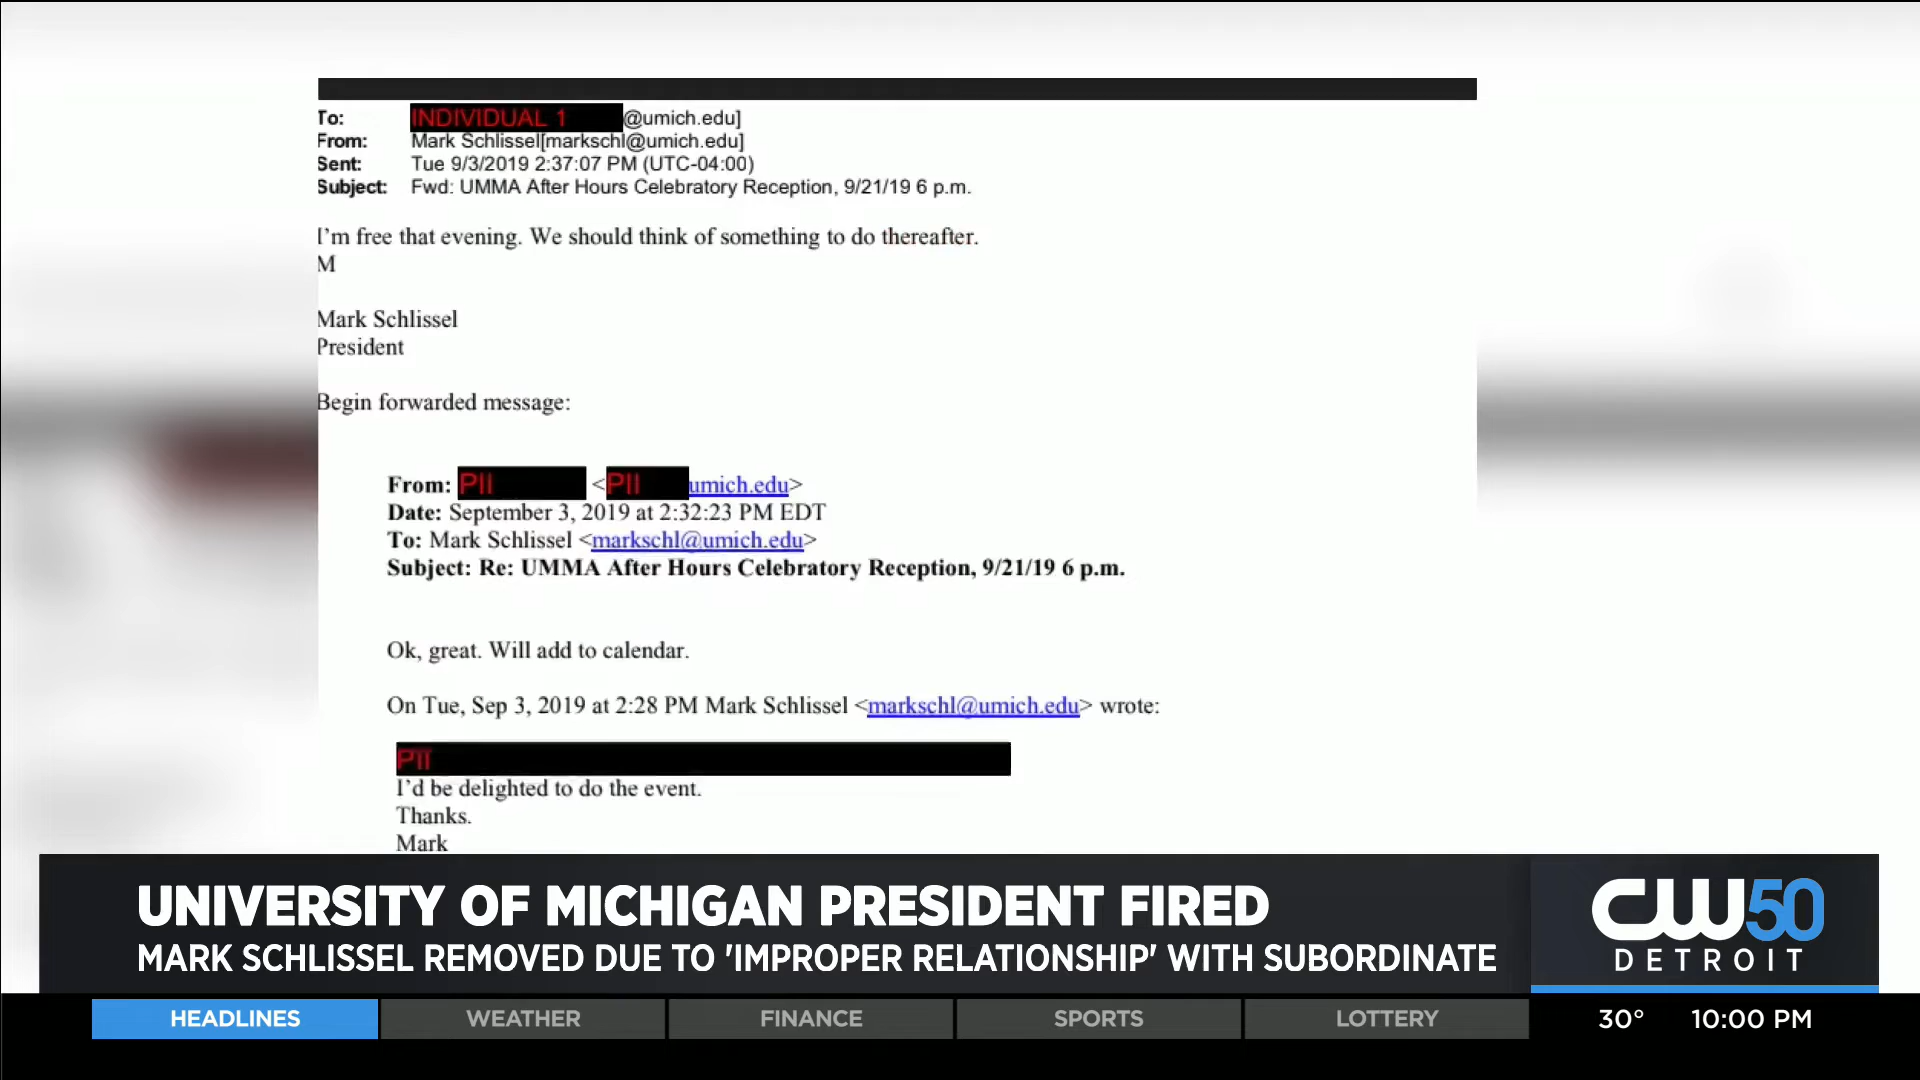 To: INDIVIDUAL 1 @umich.edu]
From: Mark Schlissel[markschl@umich.edu]
Sent: Tue 9/3/2019 2:37:07 PM (UTC-04:00)
Subject: Fwd: UMMA After Hours Celebratory Reception, 9/21/19 6 p.m.
I'm free that evening. We should think of something to do thereafter.
M
Mark Schlissel
President
Begin forwarded message:
From: PII <PII umich.edu>
Date: September 3, 2019 at 2:32:23 PM EDT
To: Mark Schlissel <markschl@umich.edu>
Subject: Re: UMMA After Hours Celebratory Reception, 9/21/19 6 p.m.
Ok, great. Will add to calendar.
On Tue, Sep 3, 2019 at 2:28 PM Mark Schlissel <markschl@umich.edu> wrote:
PII
I'd be delighted to do the event.
Thanks.
Mark
UNIVERSITY OF MICHIGAN PRESIDENT FIRED
MARK SCHLISSEL REMOVED DUE TO 'IMPROPER RELATIONSHIP' WITH SUBORDINATE
CW50
DETROIT
HEADLINES WEATHER FINANCE SPORTS LOTTERY 30° 10:00 PM